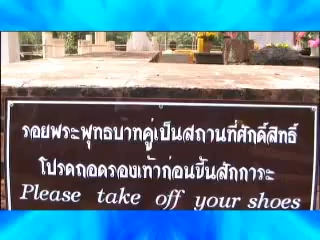 รอยพระพุทธบาทคู่เป็นสถานที่ศักดิ์สิทธิ์
โปรดถอดรองเท้าก่อนขึ้นสักการะ
Please take off your shoes